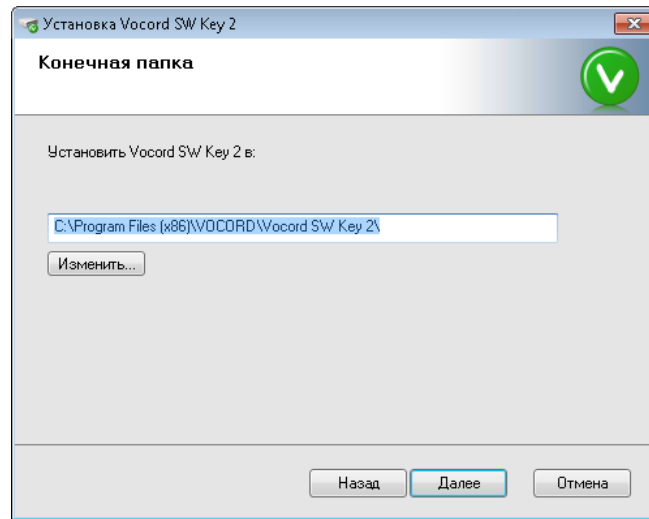 Установка Vocord SW Key 2
Конечная папка
Установить Vocord SW Key 2 в:
C:\Program Files (x86)\VOCORD\Vocord SW Key 2\
Изменить...
Назад Далее Отмена